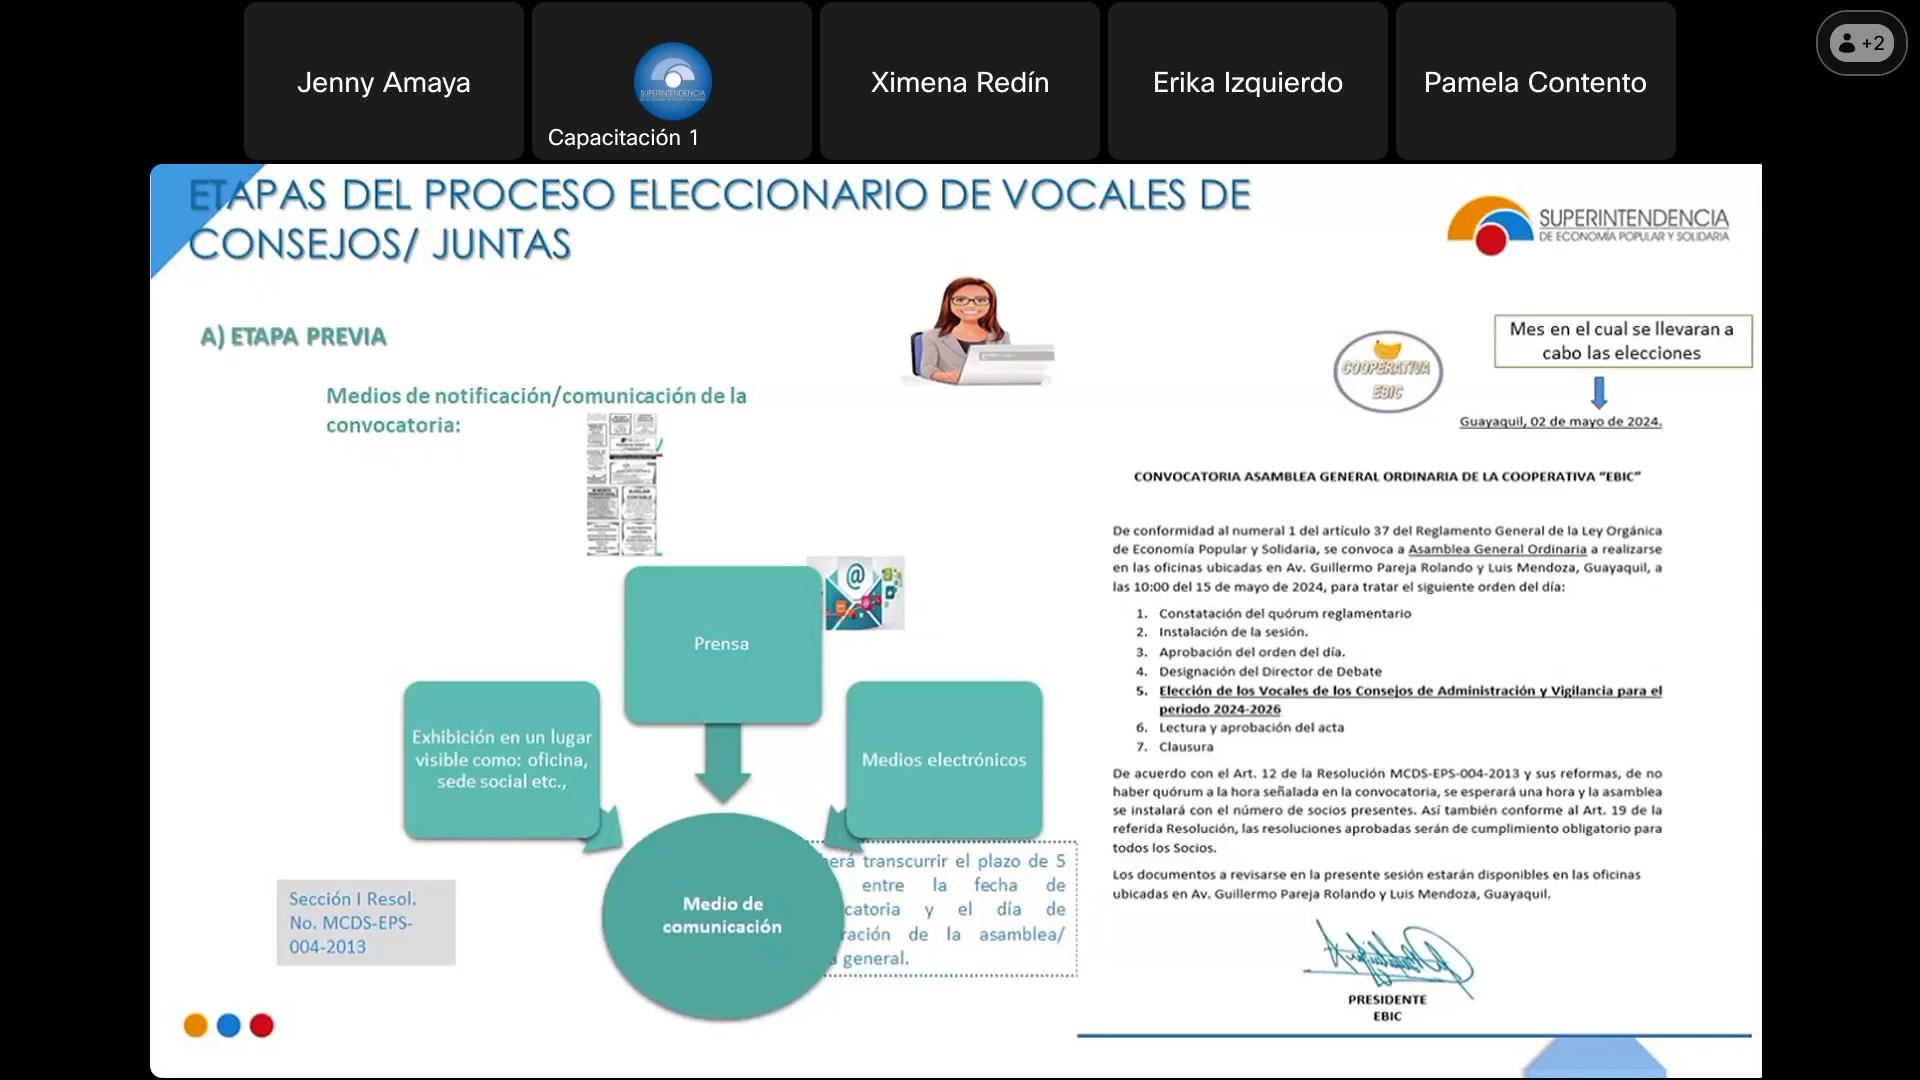 Jenny Amaya
Capacitación 1
Ximena Redín
Erika Izquierdo
Pamela Contento
+2
ETAPAS DEL PROCESO ELECCIONARIO DE VOCALES DE
CONSEJOS/ JUNTAS
SUPERINTENDENCIA
DE ECONOMÍA POPULAR Y SOLIDARIA
A) ETAPA PREVIA
Medios de notificación/comunicación de la
convocatoria:
Prensa
Exhibición en un lugar
visible como: oficina,
sede social etc.,
Medios electrónicos
Medio de
comunicación
erá transcurrir el plazo de 5
entre la fecha de
catoria y el día de
ración de la asamblea/
general.
Sección I Resol.
No. MCDS-EPS-
004-2013
COOPERATIVA
EBIC
Mes en el cual se llevaran a
cabo las elecciones
Guayaquil, 02 de mayo de 2024.
CONVOCATORIA ASAMBLEA GENERAL ORDINARIA DE LA COOPERATIVA "EBIC"
De conformidad al numeral 1 del artículo 37 del Reglamento General de la Ley Orgánica
de Economía Popular y Solidaria, se convoca a Asamblea General Ordinaria a realizarse
en las oficinas ubicadas en Av. Guillermo Pareja Rolando y Luis Mendoza, Guayaquil, a
las 10:00 del 15 de mayo de 2024, para tratar el siguiente orden del día:
1. Constatación del quórum reglamentario
2. Instalación de la sesión.
3. Aprobación del orden del día.
4. Designación del Director de Debate
5. Elección de los Vocales de los Consejos de Administración y Vigilancia para el
periodo 2024-2026
6. Lectura y aprobación del acta
7. Clausura
De acuerdo con el Art. 12 de la Resolución MCDS-EPS-004-2013 y sus reformas, de no
haber quórum a la hora señalada en la convocatoria, se esperará una hora y la asamblea
se instalará con el número de socios presentes. Así también conforme al Art. 19 de la
referida Resolución, las resoluciones aprobadas serán de cumplimiento obligatorio para
todos los Socios.
Los documentos a revisarse en la presente sesión estarán disponibles en las oficinas
ubicadas en Av. Guillermo Pareja Rolando y Luis Mendoza, Guayaquil.
PRESIDENTE
EBIC